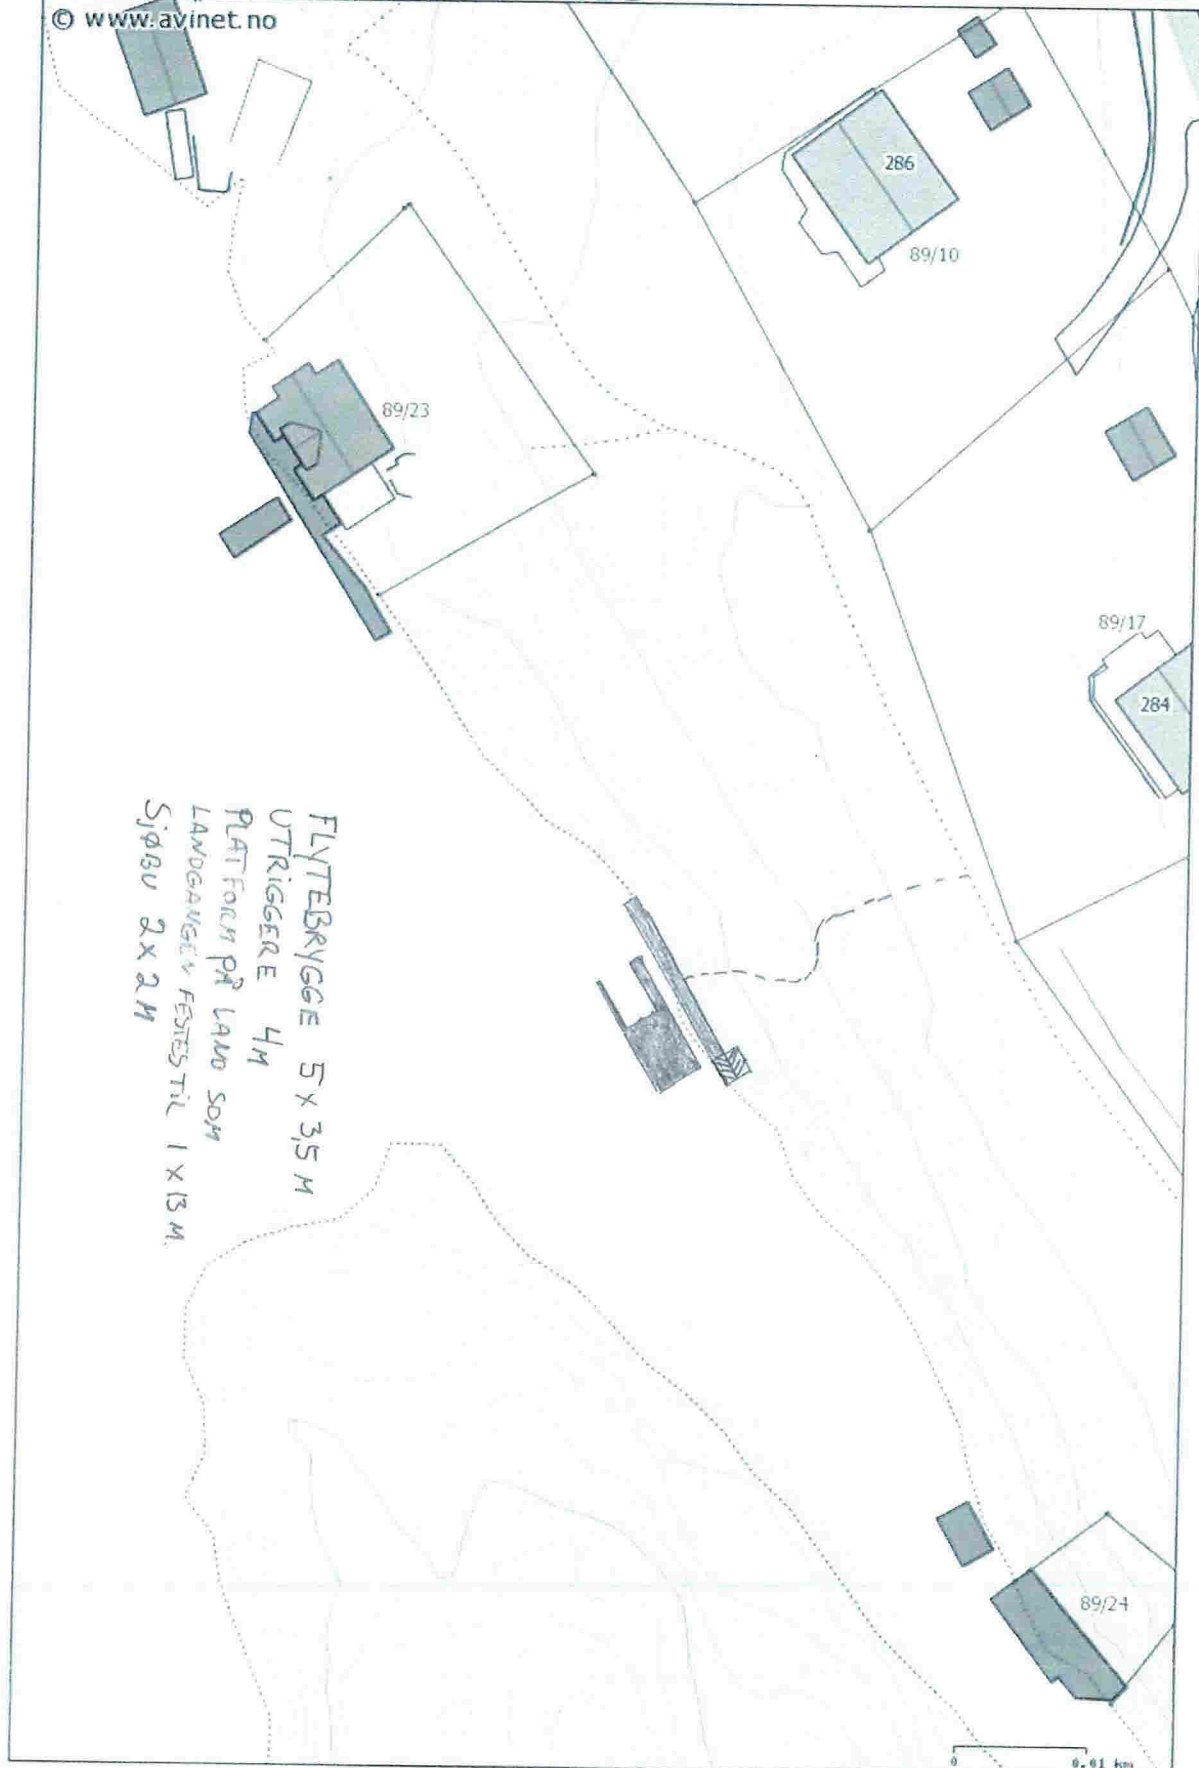 © www.avinet.no
286
89/10
89/23
89/17
284
FLYTEBRYGGE 5 x 3,5 M
UTRIGGERE 4M
PLATFORM PÅ LAND SOM
LANDGANGEN FESTES TIL 1 X 13 M.
SJØBU 2 X 2 M
89/24
0 0.01 km